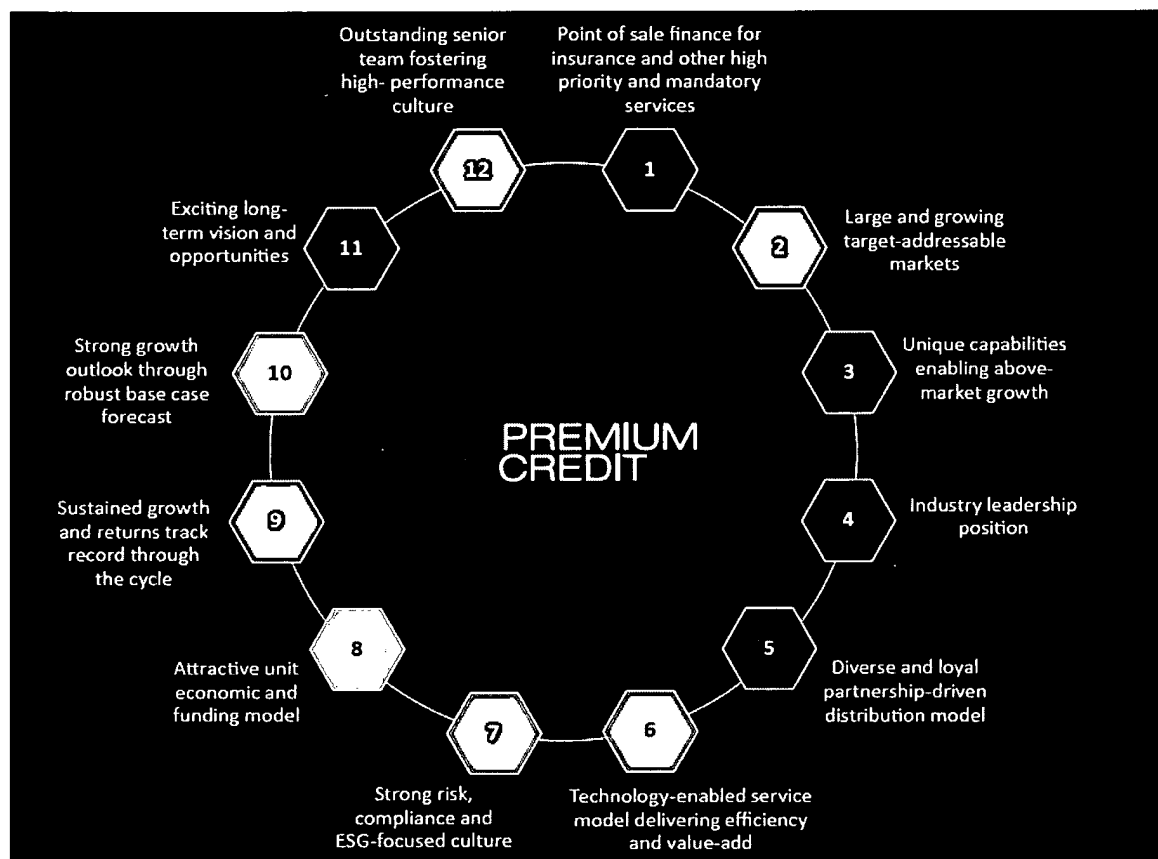 Outstanding senior
team fostering
high- performance
culture
12
Point of sale finance for
insurance and other high
priority and mandatory
services
1
Large and growing
target-addressable
markets
2
Unique capabilities
enabling above-
market growth
3
Industry leadership
position
4
Diverse and loyal
partnership-driven
distribution model
5
Technology-enabled service
model delivering efficiency
and value-add
6
Strong risk,
compliance and
ESG-focused culture
7
Attractive unit
economic and
funding model
8
Sustained growth
and returns track
record through
the cycle
9
Strong growth
outlook through
robust base case
forecast
10
Exciting long-
term vision and
opportunities
11
PREMIUM
CREDIT